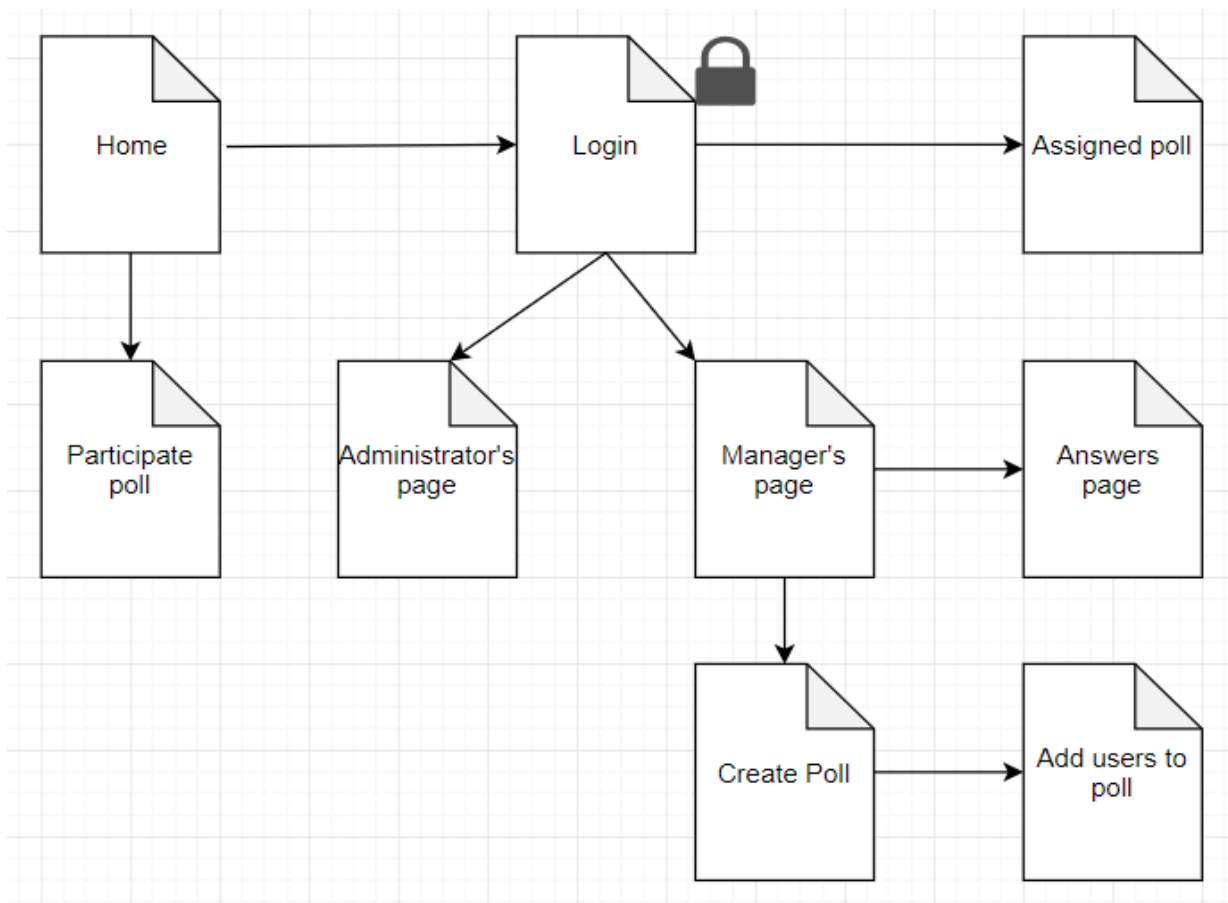 Home
Login
Assigned poll
Participate
poll
Administrator's
page
Manager's
page
Answers
page
Create Poll
Add users to
poll